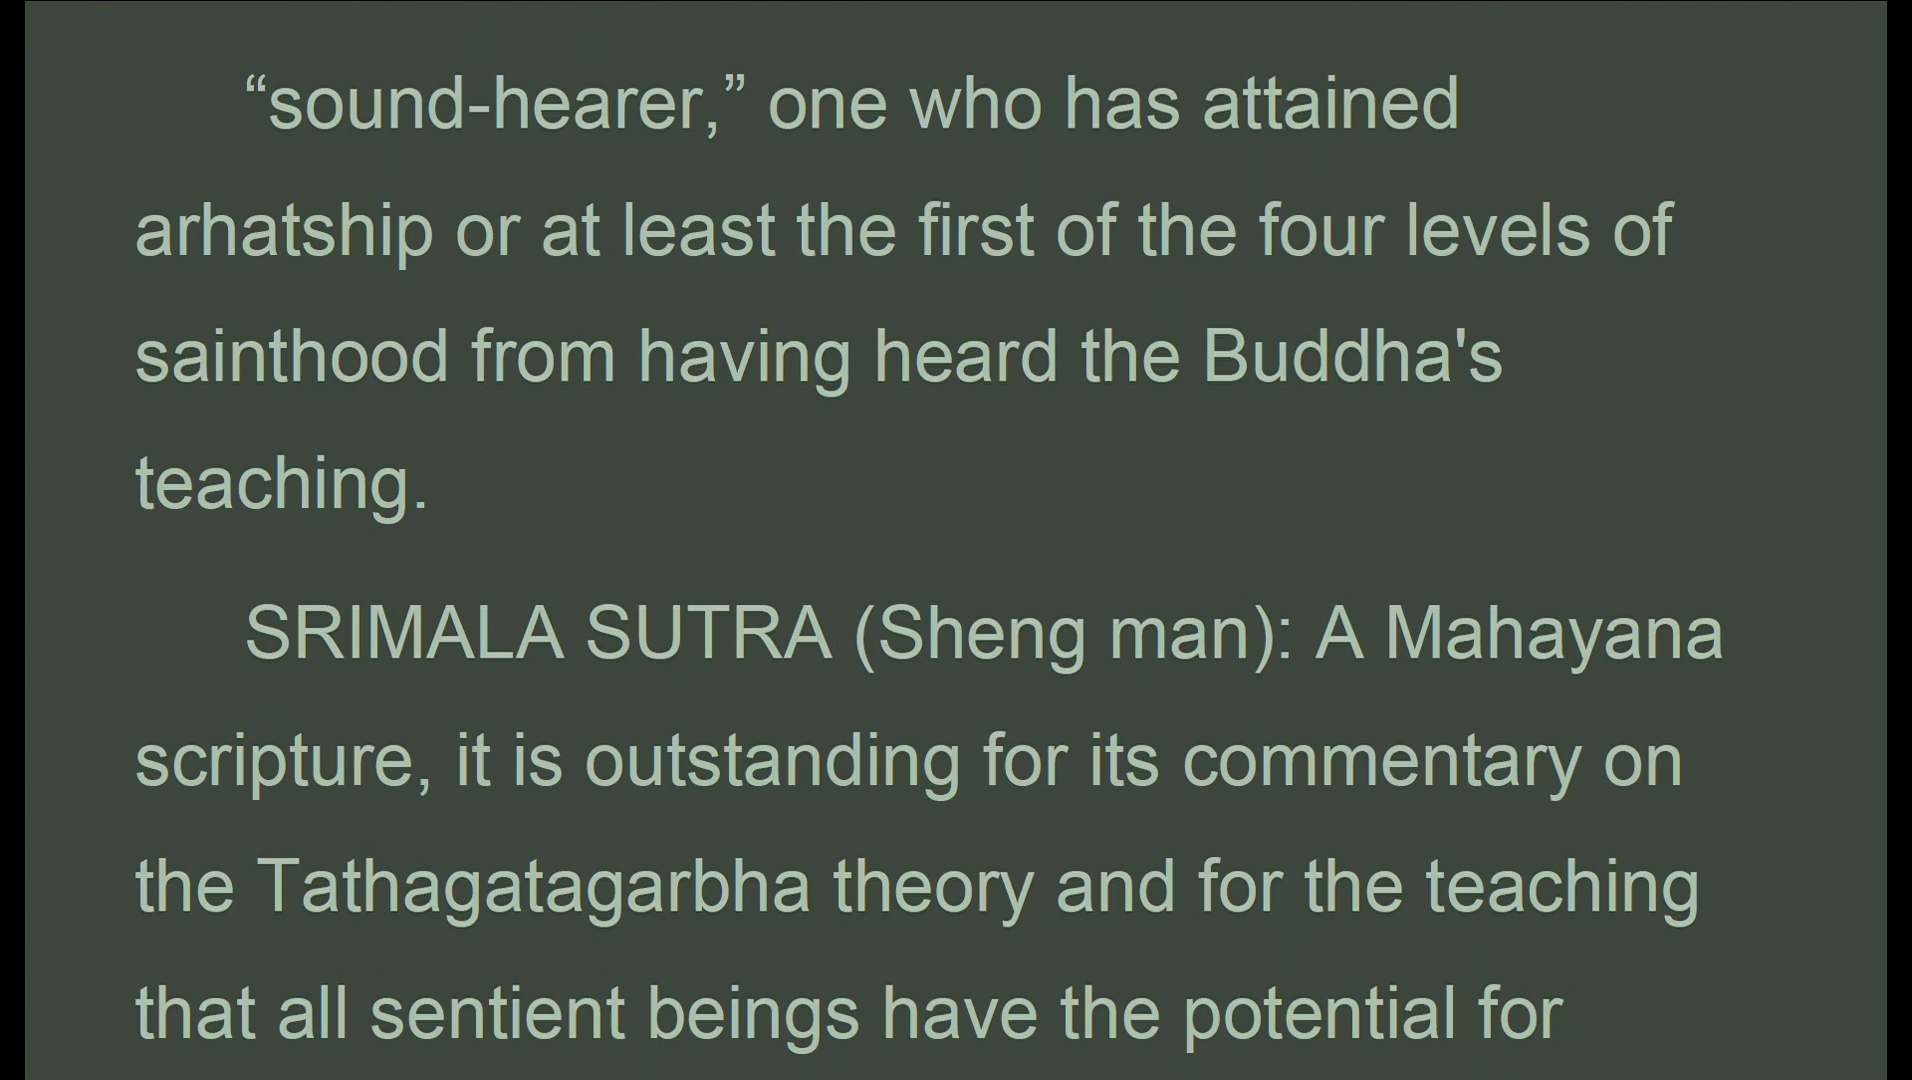 “sound-hearer,” one who has attained
arhatship or at least the first of the four levels of
sainthood from having heard the Buddha's
teaching.
SRIMALA SUTRA (Sheng man): A Mahayana
scripture, it is outstanding for its commentary on
the Tathagatagarbha theory and for the teaching
that all sentient beings have the potential for